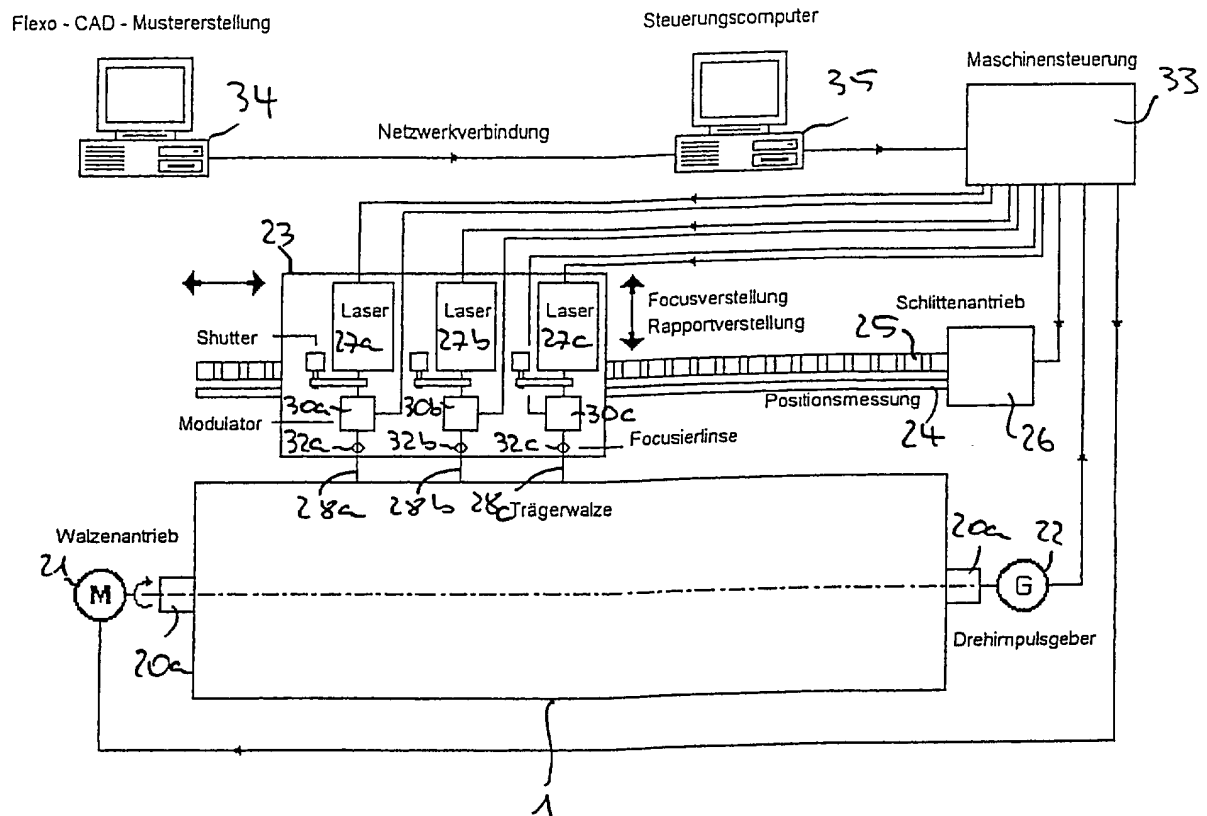 Flexo - CAD - Mustererstellung
Steuerungscomputer
Maschinensteuerung
34
35
33
Netzwerkverbindung
23
Laser
Laser
Laser
Focusverstellung
Rapportverstellung
Schlittenantrieb
Shutter
27a
27b
27c
25
30a
30b
30c
Positionsmessung
Modulator
24
26
32a
32b
32c
Focusierlinse
28a
28b
28c
Trägerwalze
Walzenantrieb
20a
22
21
M
G
20a
Drehimpulsgeber
1